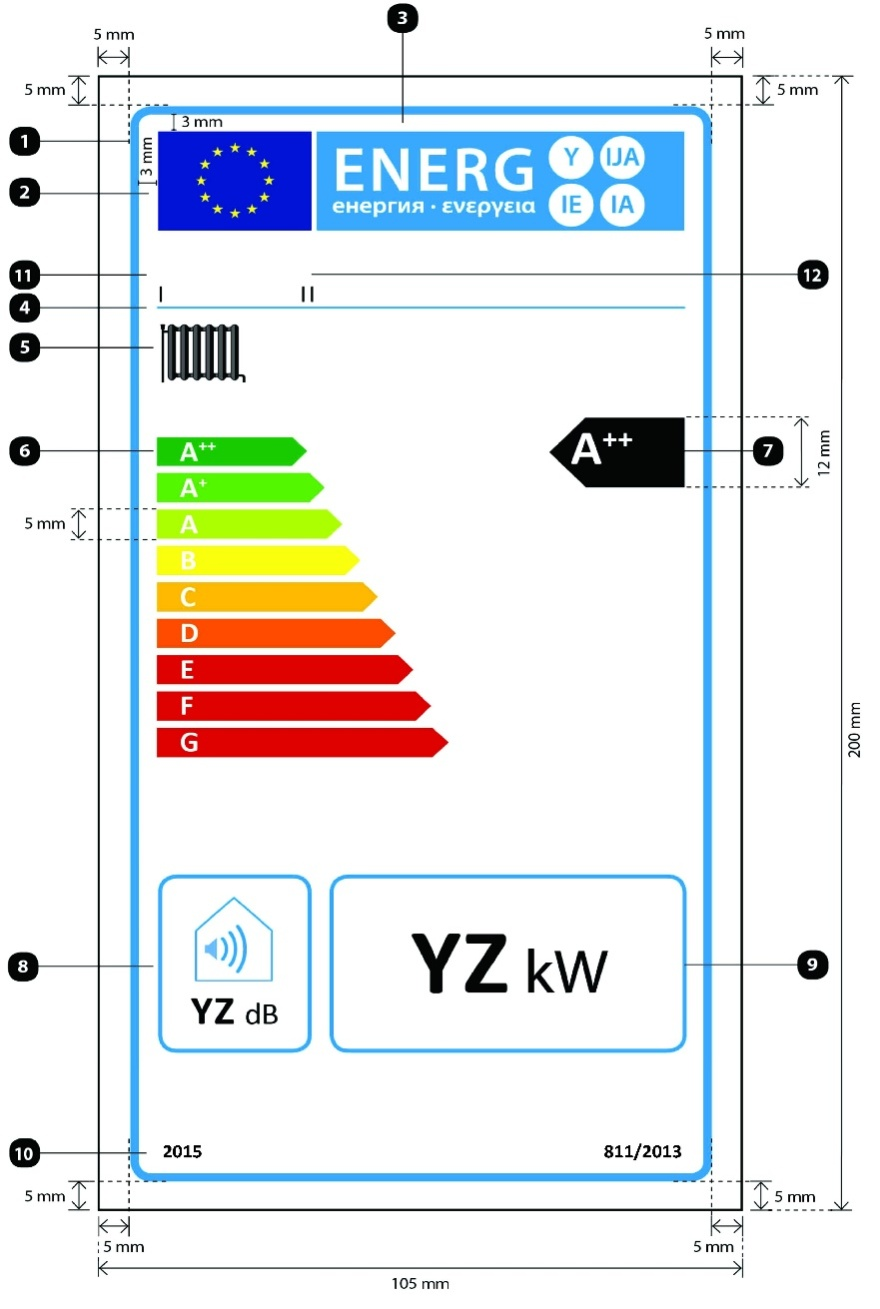 3
5 mm
5 mm
5 mm
5 mm
3 mm
1
3 mm
2
ENERG
енергия · ενεργεια
Y
IJA
IE
IA
11
12
I
II
4
5
6
A++
A++
7
12 mm
A+
5 mm
A
B
C
D
E
F
G
200 mm
8
YZ dB
YZ kW
9
10
2015
811/2013
5 mm
5 mm
5 mm
5 mm
105 mm